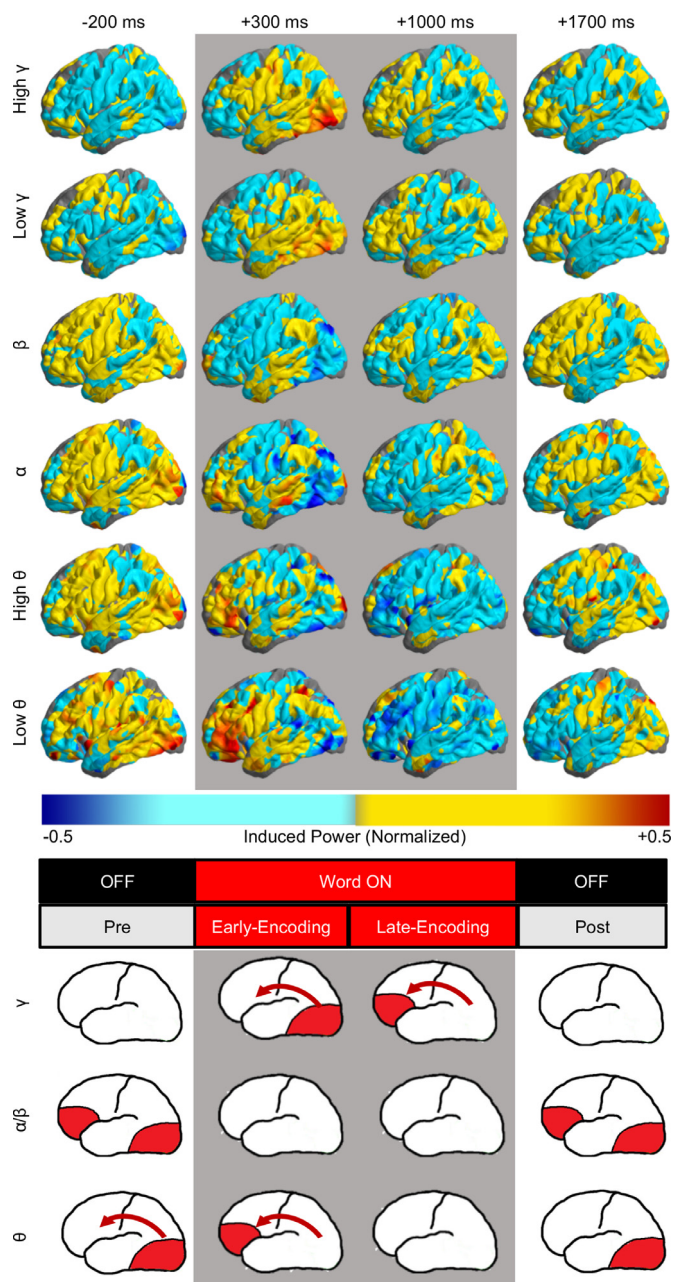 -200 ms +300 ms +1000 ms +1700 ms
High γ
Low γ
β
α
High θ
Low θ
-0.5 Induced Power (Normalized) +0.5
OFF Word ON OFF
Pre Early-Encoding Late-Encoding Post
γ
α/β
θ